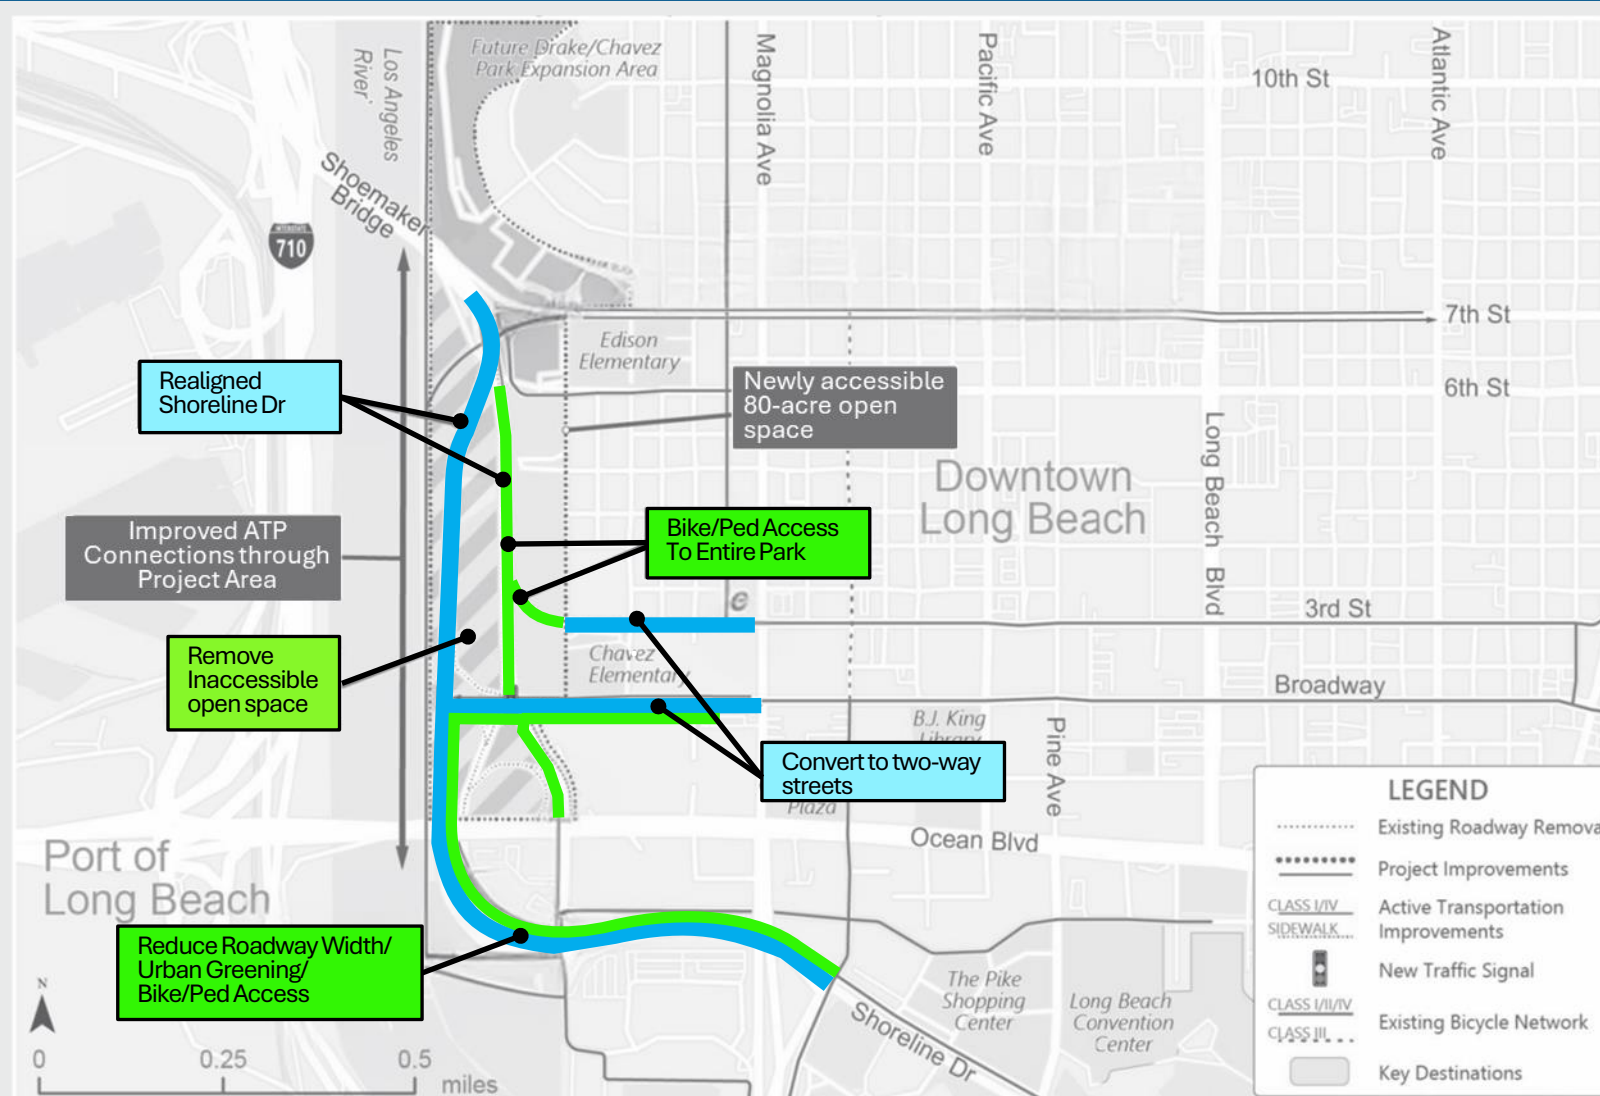 Future Drake/Chavez
Park Expansion Area
Los Angeles
River
Magnolia Ave
Pacific Ave
Atlantic Ave
10th St
Shoemaker
Bridge
INTERSTATE
710
7th St
Edison
Elementary
6th St
Realigned
Shoreline Dr
Newly accessible
80-acre open
space
Downtown
Long Beach
Long Beach Blvd
Improved ATP
Connections through
Project Area
Bike/Ped Access
To Entire Park
3rd St
Remove
Inaccessible
open space
Chavez
Elementary
Broadway
B.J. King
Library
Pine Ave
Convert to two-way
streets
Plaza
Ocean Blvd
Port of
Long Beach
Reduce Roadway Width/
Urban Greening/
Bike/Ped Access
The Pike
Shopping
Center
Long Beach
Convention
Center
Shoreline Dr
N
0 0.25 0.5
miles
LEGEND
Existing Roadway Remova
Project Improvements
CLASS I/IV
SIDEWALK
Active Transportation
Improvements
New Traffic Signal
CLASS I/II/IV
CLASS III
Existing Bicycle Network
Key Destinations